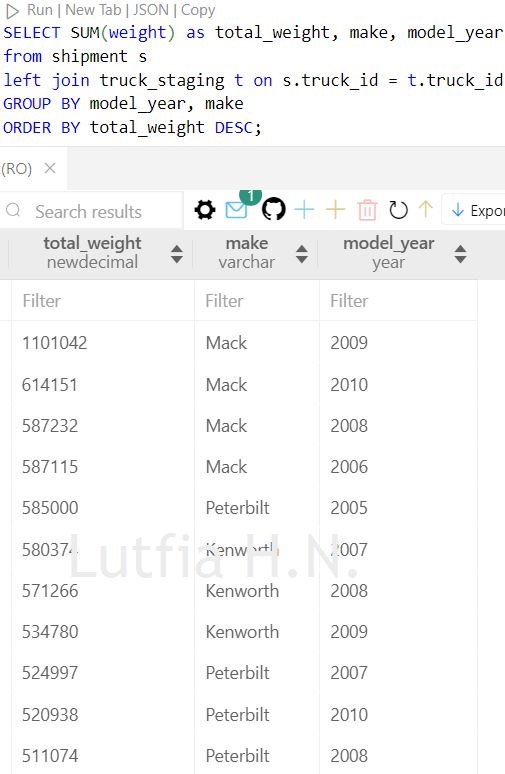 Run | New Tab | JSON | Copy
SELECT SUM(weight) as total_weight, make, model_year
from shipment s
left join truck_staging t on s.truck_id = t.truck_id
GROUP BY model_year, make
ORDER BY total_weight DESC;
(RO) ×
Search results 1 Expor
total_weight make model_year
newdecimal varchar year
Filter Filter Filter
1101042 Mack 2009
614151 Mack 2010
587232 Mack 2008
587115 Mack 2006
585000 Peterbilt 2005
580374 Kenworth 2007
Lutfia H.N.
571266 Kenworth 2008
534780 Kenworth 2009
524997 Peterbilt 2007
520938 Peterbilt 2010
511074 Peterbilt 2008